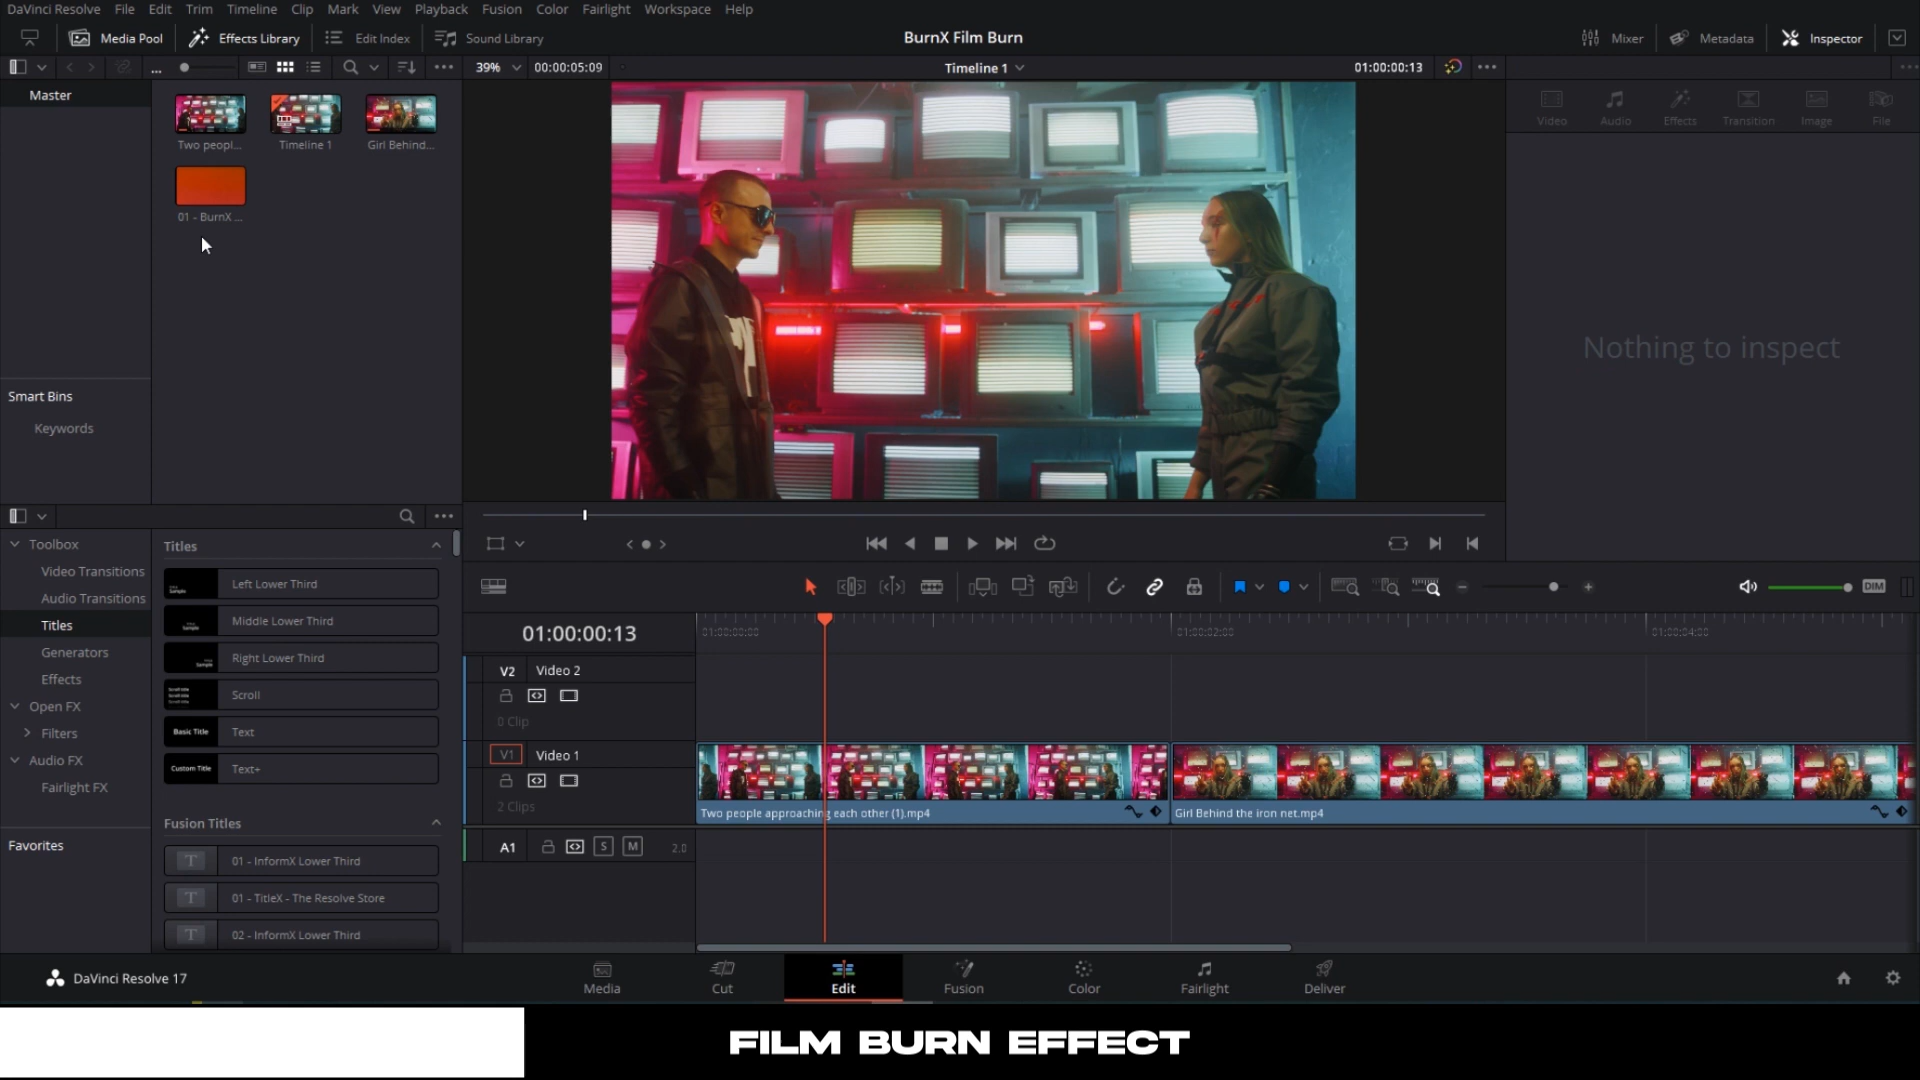 DaVinci Resolve File Edit Trim Timeline Clip Mark View Playback Fusion Color Fairlight Workspace Help
Media Pool Effects Library Edit Index Sound Library BurnX Film Burn Mixer Metadata Inspector
39% 00:00:05:09 Timeline 1 01:00:00:13
Master
Two peopl... Timeline 1 Girl Behind...
01 - BurnX ...
Video Audio Effects Transition Image File
Nothing to inspect
Smart Bins
Keywords
Toolbox
Video Transitions
Audio Transitions
Titles
Generators
Effects
Open FX
Filters
Audio FX
Fairlight FX
Favorites
Titles
Left Lower Third
Middle Lower Third
Right Lower Third
Scroll
Basic Title Text
Custom Title Text+
Fusion Titles
T 01 - InformX Lower Third
T 01 - TitleX - The Resolve Store
T 02 - InformX Lower Third
DIM
01:00:00:13 01:00:00:00 01:00:02:00 01:00:04:00
V2 Video 2
0 Clip
V1 Video 1
2 Clips
Two people approaching each other (1).mp4 Girl Behind the iron net.mp4
A1 S M 2.0
DaVinci Resolve 17 Media Cut Edit Fusion Color Fairlight Deliver
FILM BURN EFFECT